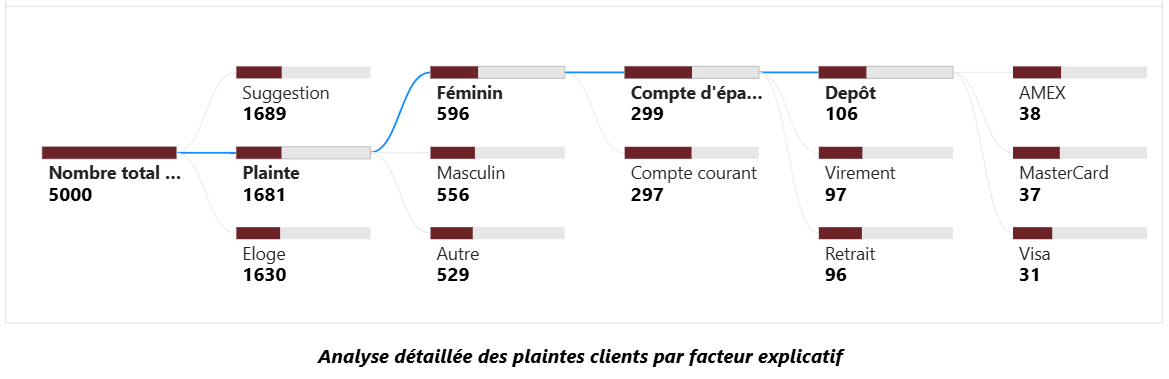 Nombre total ...
5000
Suggestion
1689
Plainte
1681
Eloge
1630
Féminin
596
Masculin
556
Autre
529
Compte d'épa...
299
Compte courant
297
Depôt
106
Virement
97
Retrait
96
AMEX
38
MasterCard
37
Visa
31
Analyse détaillée des plaintes clients par facteur explicatif